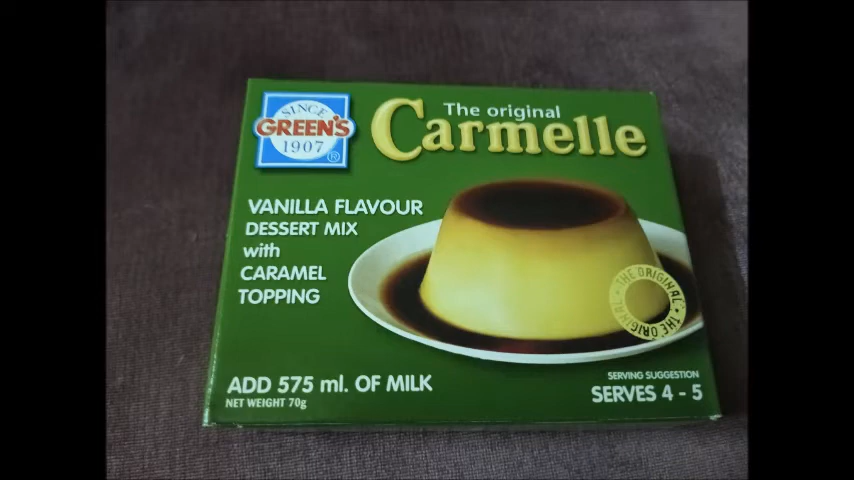 SINCE
GREEN'S
1907
®
The original
Carmelle
VANILLA FLAVOUR
DESSERT MIX
with
CARAMEL
TOPPING
THE ORIGINAL • THE ORIGINAL •
ADD 575 ml. OF MILK
NET WEIGHT 70g
SERVING SUGGESTION
SERVES 4 - 5